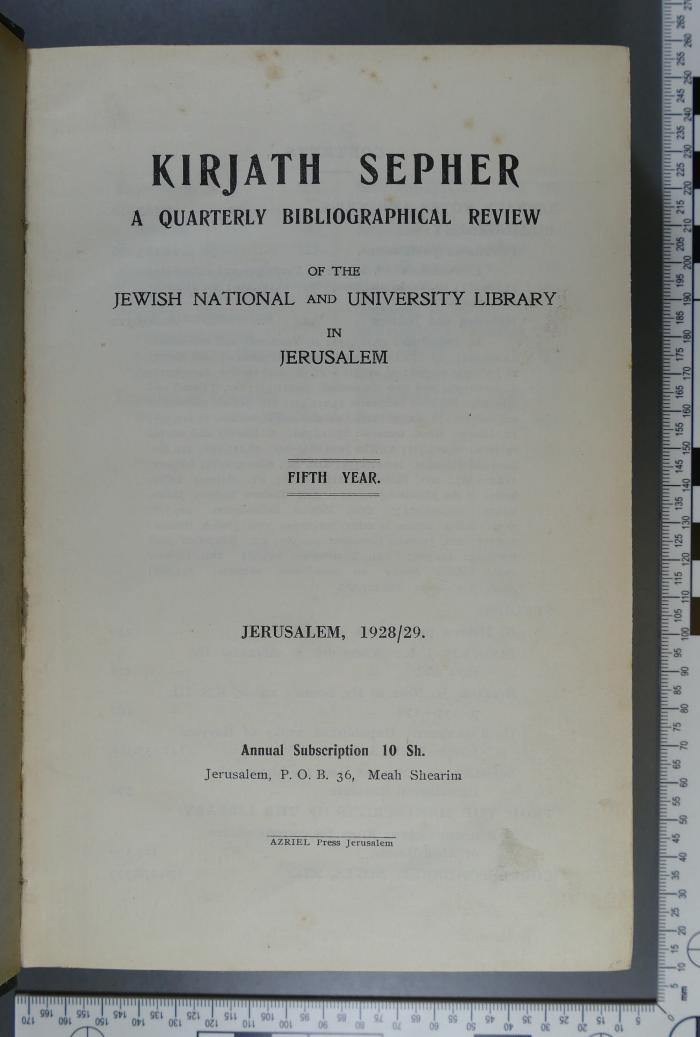 KIRJATH SEPHER
A QUARTERLY BIBLIOGRAPHICAL REVIEW
OF THE
JEWISH NATIONAL AND UNIVERSITY LIBRARY
IN
JERUSALEM
FIFTH YEAR.
JERUSALEM, 1928/29.
Annual Subscription 10 Sh.
Jerusalem, P. O. B. 36, Meah Shearim
AZRIEL Press Jerusalem